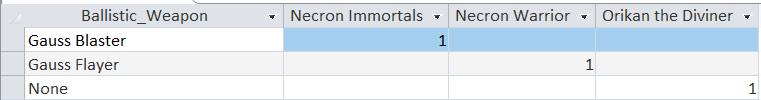 Ballistic_Weapon Necron Immortals Necron Warrior Orikan the Diviner
Gauss Blaster 1
Gauss Flayer 1
None 1